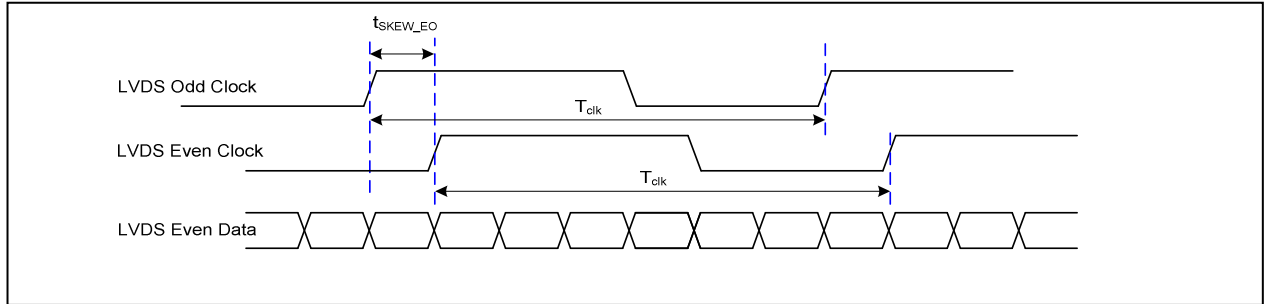 tSKEW_EO
LVDS Odd Clock
Tclk
LVDS Even Clock
Tclk
LVDS Even Data